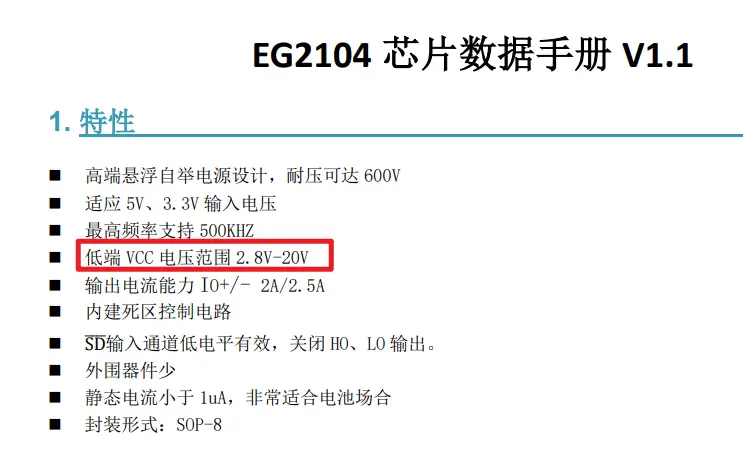 EG2104 芯片数据手册 V1.1
1. 特性
■ 高端悬浮自举电源设计，耐压可达 600V
■ 适应 5V、3.3V 输入电压
■ 最高频率支持 500KHZ
■ 低端 VCC 电压范围 2.8V-20V
■ 输出电流能力 IO+/- 2A/2.5A
■ 内建死区控制电路
■ SD输入通道低电平有效，关闭 HO、LO 输出。
■ 外围器件少
■ 静态电流小于 1uA，非常适合电池场合
■ 封装形式：SOP-8